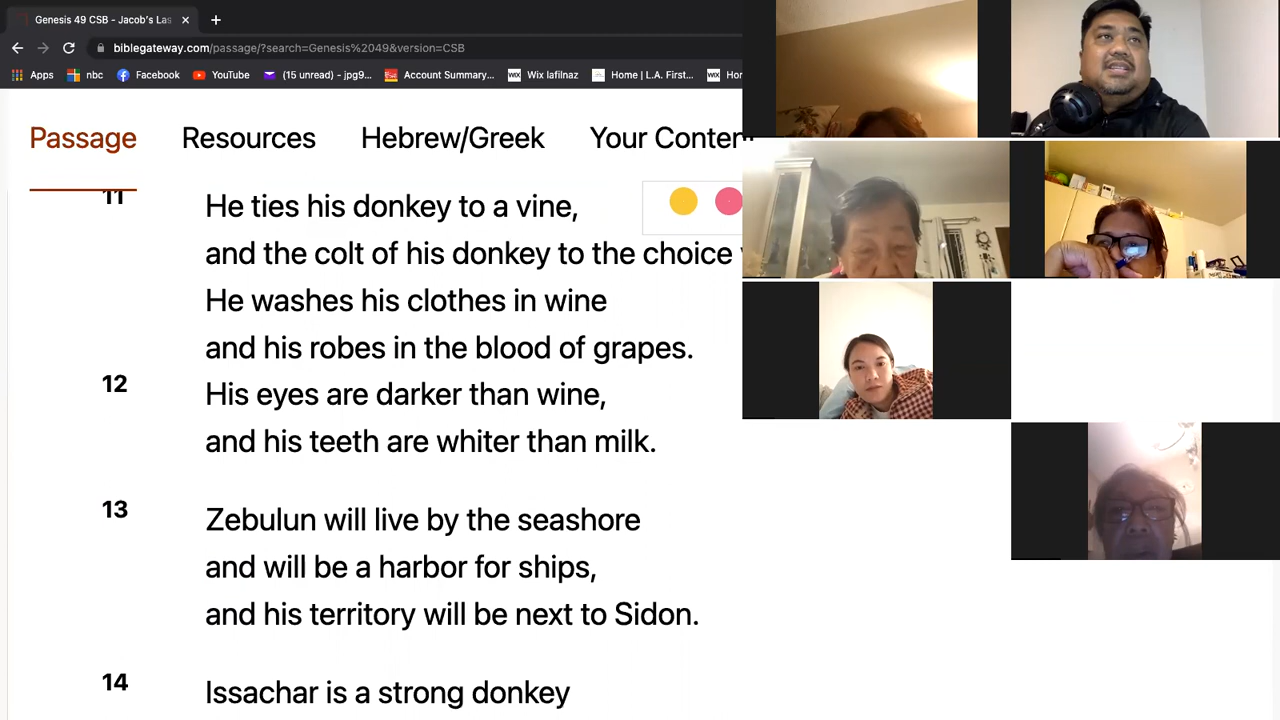 Genesis 49 CSB - Jacob's Las
biblegateway.com/passage/?search=Genesis%2049&version=CSB
Apps nbc Facebook YouTube (15 unread) - jpg9... Account Summary... Wix lafilnaz Home | L.A. First... Hor
Passage Resources Hebrew/Greek Your Conten
11 He ties his donkey to a vine,
and the colt of his donkey to the choice
He washes his clothes in wine
and his robes in the blood of grapes.
12 His eyes are darker than wine,
and his teeth are whiter than milk.
13 Zebulun will live by the seashore
and will be a harbor for ships,
and his territory will be next to Sidon.
14 Issachar is a strong donkey